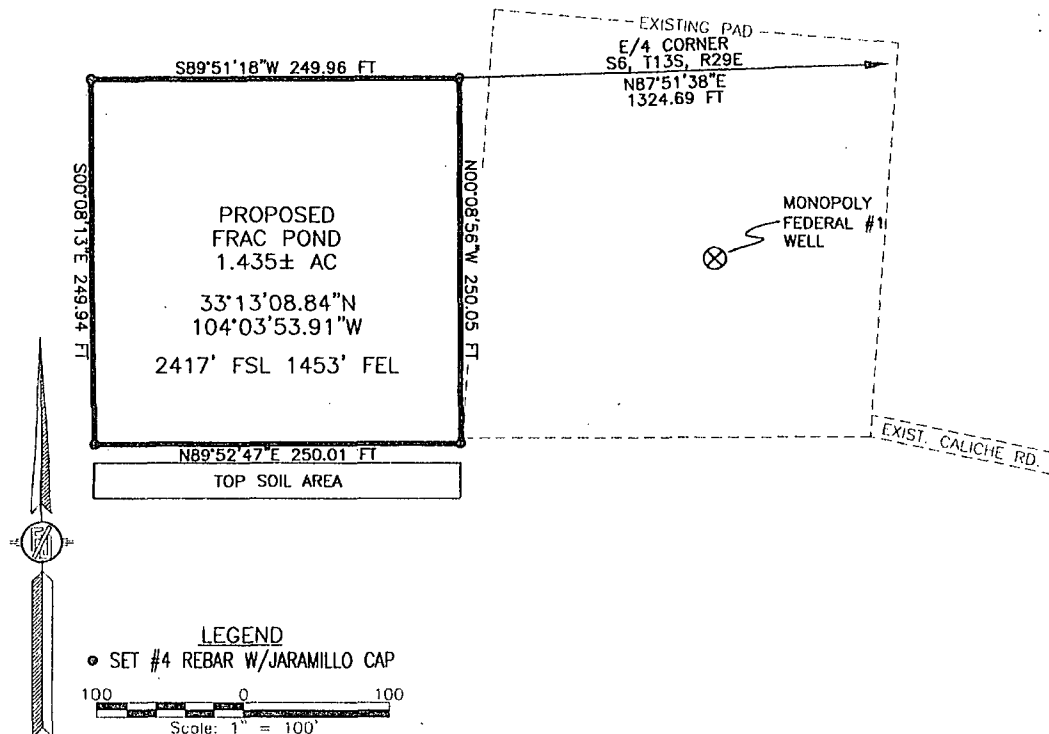 EXISTING PAD
E/4 CORNER
S6, T13S, R29E
N87°51'38"E
1324.69 FT
S89°51'18"W 249.96 FT
S00°08'13"E 249.94 FT
N00°08'56"W 250.05 FT
PROPOSED
FRAC POND
1.435± AC
33°13'08.84"N
104°03'53.91"W
2417' FSL 1453' FEL
MONOPOLY
FEDERAL #1
WELL
EXIST. CALICHE RD.
N89°52'47"E 250.01 FT
TOP SOIL AREA
LEGEND
SET #4 REBAR W/JARAMILLO CAP
100 0 100
Scale: 1" = 100'